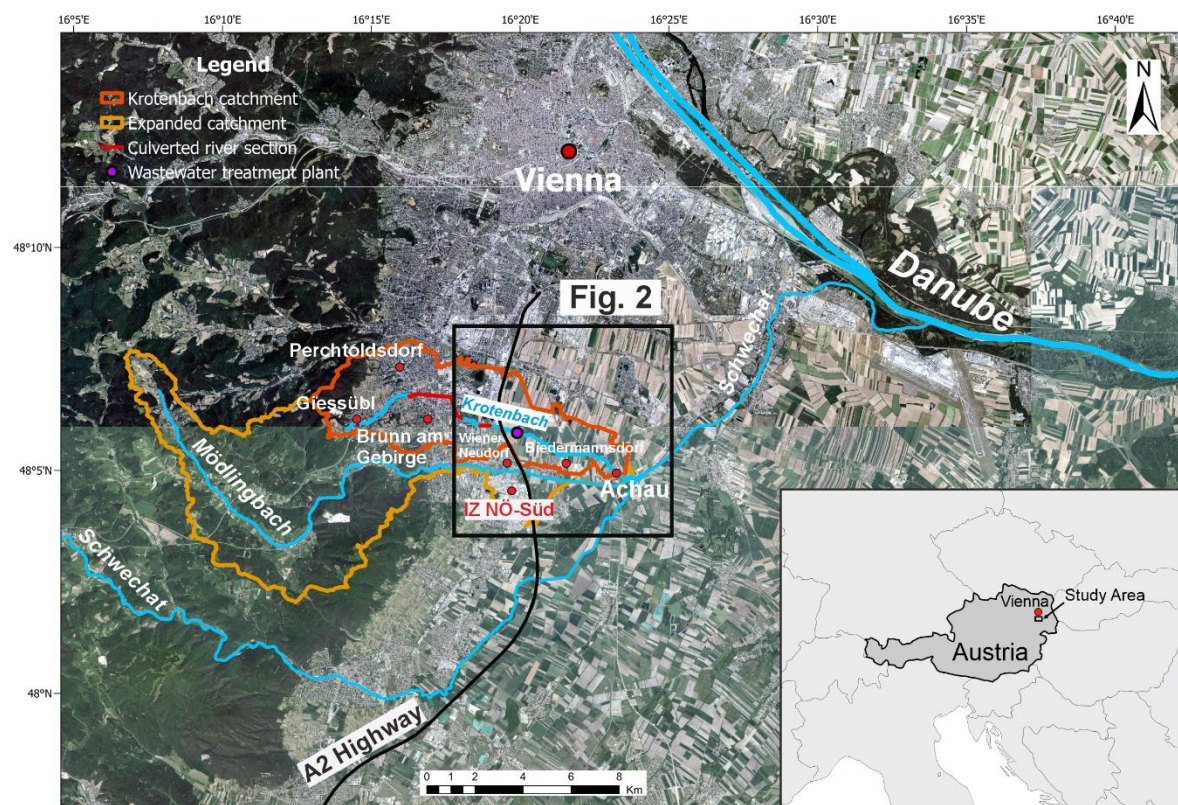 16°5'E 16°10'E 16°15'E 16°20'E 16°25'E 16°30'E 16°35'E 16°40'E
Legend
Krotenbach catchment
Expanded catchment
Culverted river section
Wastewater treatment plant
N
Vienna
48°10'N
Danube
Fig. 2
Schwechat
Perchtoldsdorf
Giessübl
Krotenbach
Brunn am
Gebirge
Wiener
Neudorf
Biedermannsdorf
48°5'N
Achau
Mödlingbach
IZ NÖ-Süd
Schwechat
Vienna
Study Area
Austria
48°N
A2 Highway
0 1 2 4 6 8
Km